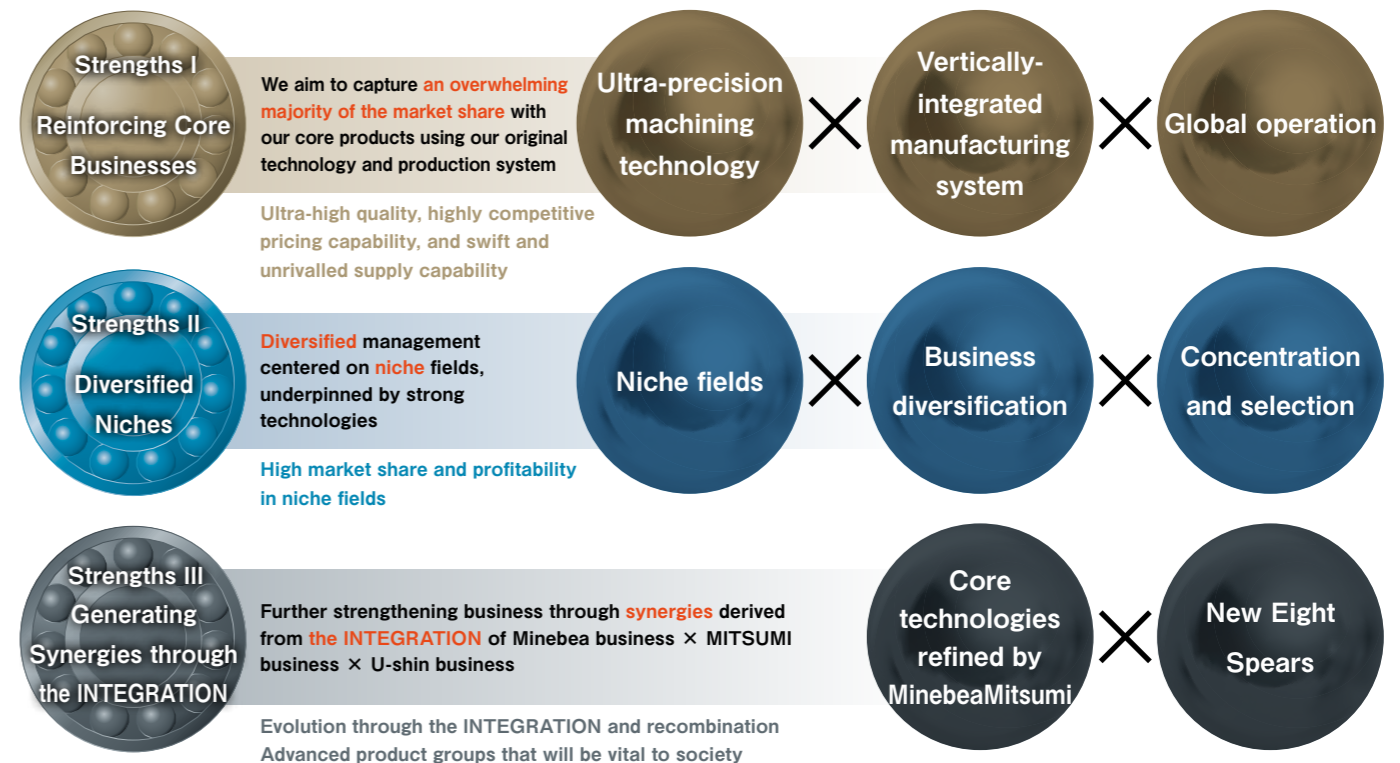 Strengths I
Reinforcing Core
Businesses
We aim to capture an overwhelming
majority of the market share with
our core products using our original
technology and production system
Ultra-high quality, highly competitive
pricing capability, and swift and
unrivalled supply capability
Ultra-precision
machining
technology
×
Vertically-
integrated
manufacturing
system
×
Global operation
Strengths II
Diversified
Niches
Diversified management
centered on niche fields,
underpinned by strong
technologies
High market share and profitability
in niche fields
Niche fields
×
Business
diversification
×
Concentration
and selection
Strengths III
Generating
Synergies through
the INTEGRATION
Further strengthening business through synergies derived
from the INTEGRATION of Minebea business × MITSUMI
business × U-shin business
Evolution through the INTEGRATION and recombination
Advanced product groups that will be vital to society
Core
technologies
refined by
MinebeaMitsumi
×
New Eight
Spears